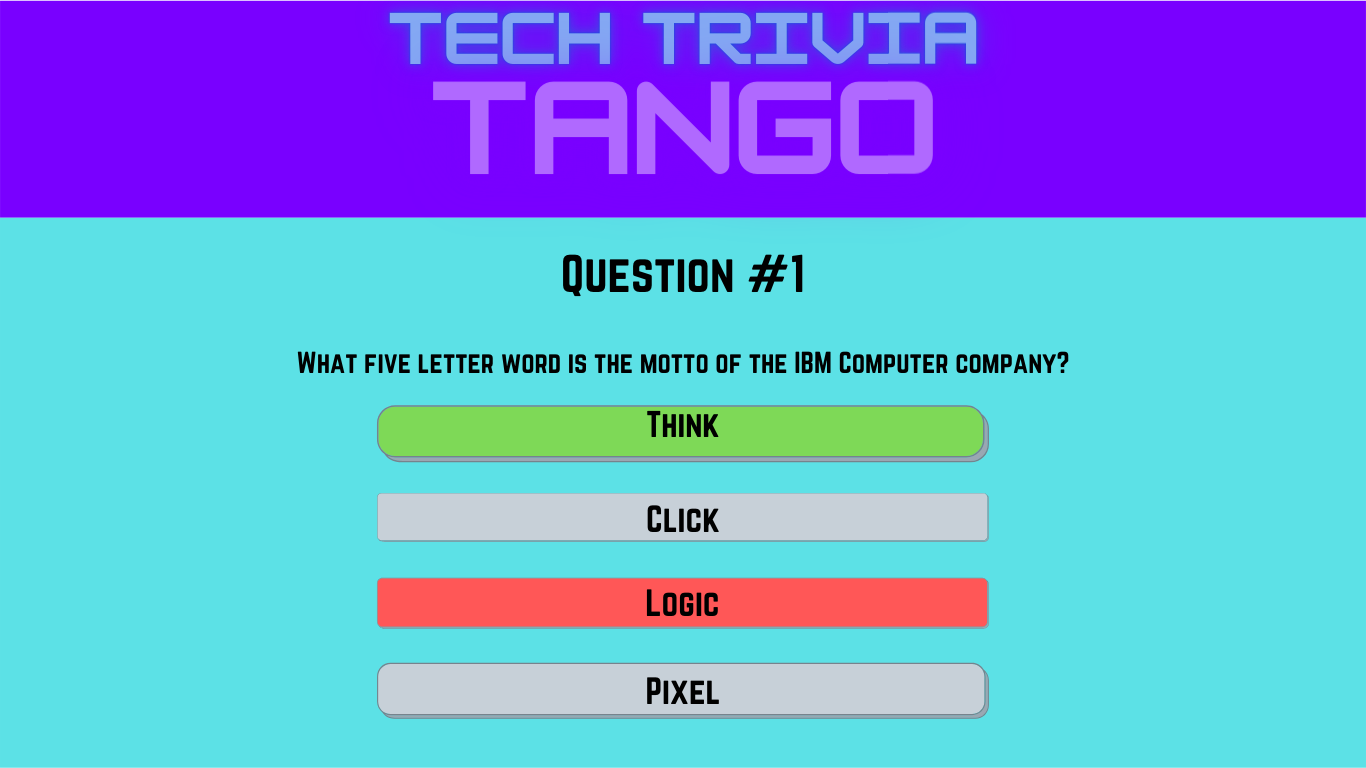 TECH TRIVIA
TANGO
Question #1
What five letter word is the motto of the IBM Computer company?
Think
Click
Logic
Pixel